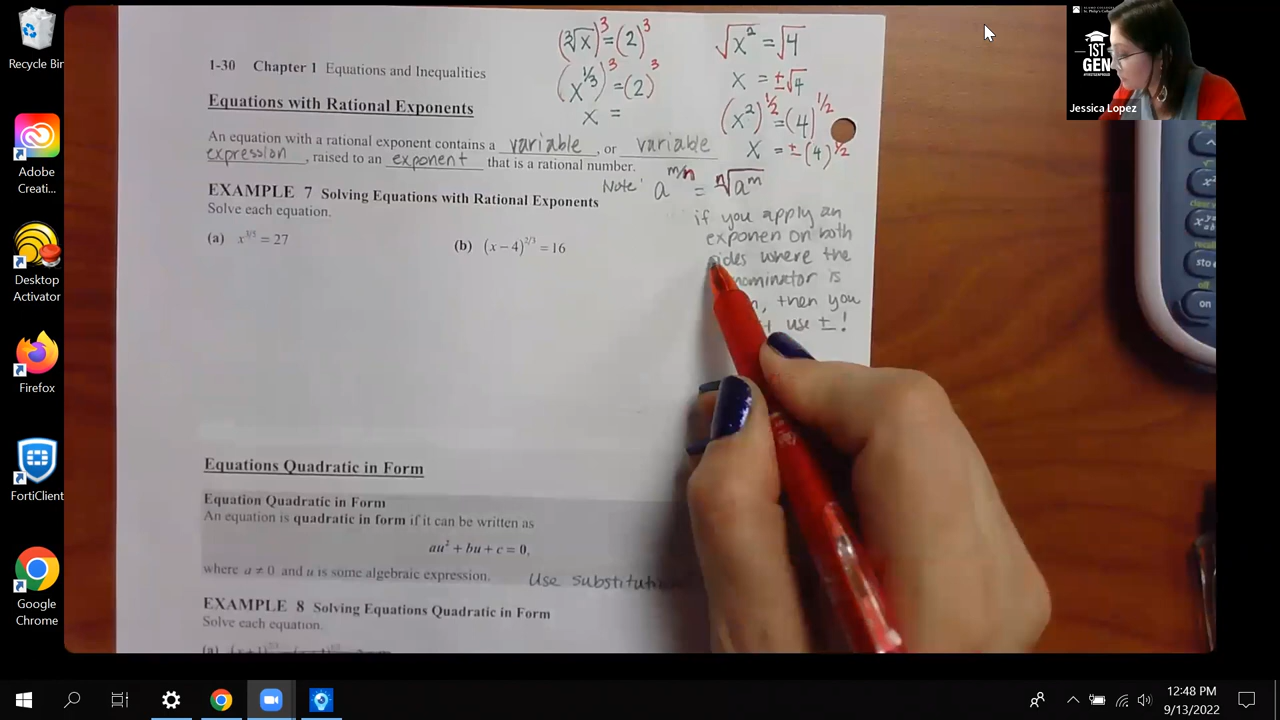 Recycle Bin
Adobe
Creati...
Desktop
Activator
Firefox
FortiClient
Google
Chrome
1-30 Chapter 1 Equations and Inequalities
Equations with Rational Exponents
An equation with a rational exponent contains a variable, or variable
expression, raised to an exponent that is a rational number.
(∛x)³ = (2)³
(x^1/3)³ = (2)³
x =
√x² = √4
x = ±√4
(x²)^1/2 = (4)^1/2
x = ±(4)^1/2
Note: a^m/n = ⁿ√a^m
if you apply an
exponen on both
sides where the
nominator is
then you
use ±!
EXAMPLE 7 Solving Equations with Rational Exponents
Solve each equation.
(a) x^3/5 = 27
(b) (x − 4)^2/3 = 16
Equations Quadratic in Form
Equation Quadratic in Form
An equation is quadratic in form if it can be written as
au² + bu + c = 0,
where a ≠ 0 and u is some algebraic expression. Use substituti
EXAMPLE 8 Solving Equations Quadratic in Form
Solve each equation.
1ST
GEN
Jessica Lopez
sto
off
on
12:48 PM
9/13/2022